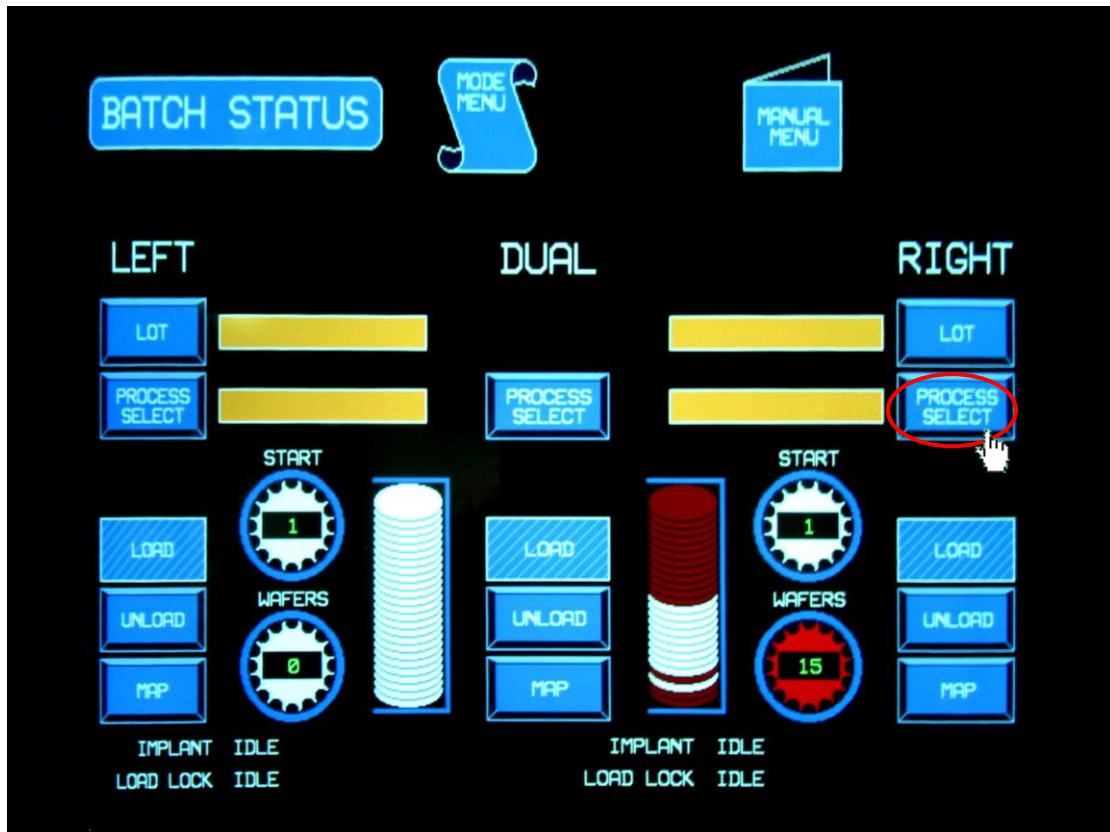 BATCH STATUS
MODE
MENU
MANUAL
MENU
LEFT
DUAL
RIGHT
LOT
LOT
PROCESS
SELECT
PROCESS
SELECT
PROCESS
SELECT
START
START
1
1
LOAD
LOAD
LOAD
WAFERS
WAFERS
UNLOAD
UNLOAD
UNLOAD
0
15
MAP
MAP
MAP
IMPLANT IDLE
IMPLANT IDLE
LOAD LOCK IDLE
LOAD LOCK IDLE